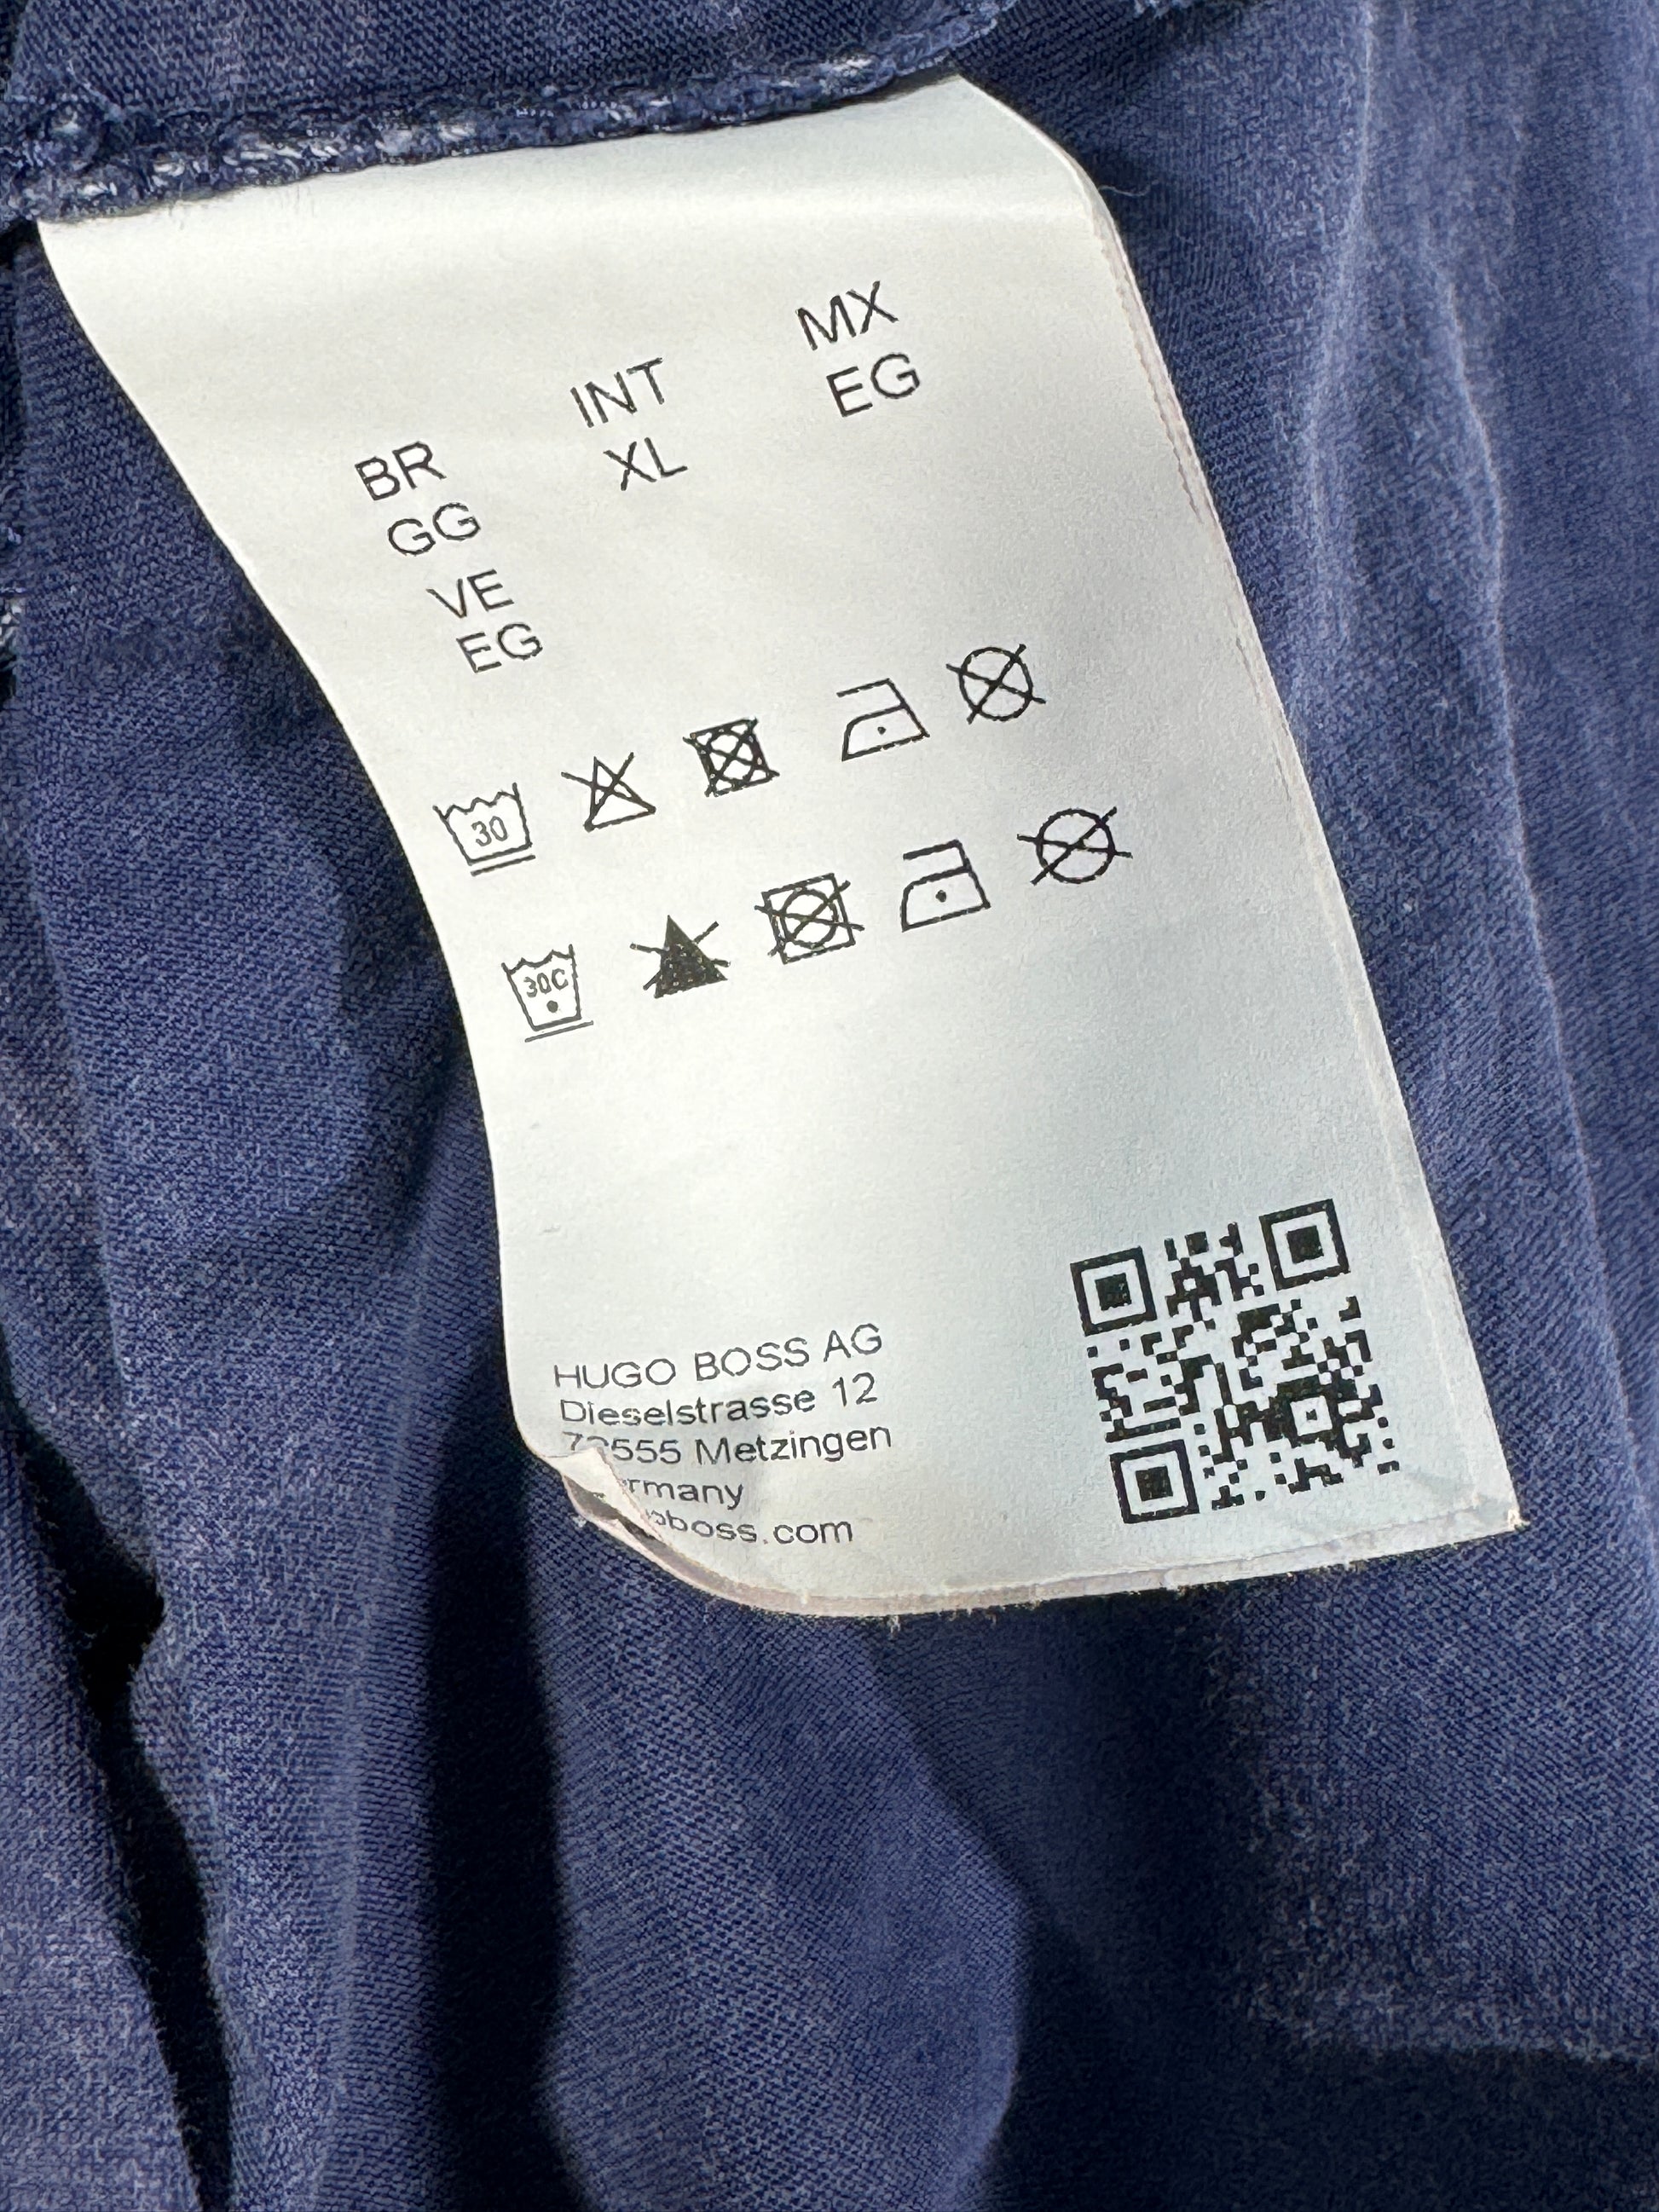 BR INT MX
GG XL EG
VE
EG
30
30C
HUGO BOSS AG
Dieselstrasse 12
555 Metzingen
rmany
boss.com